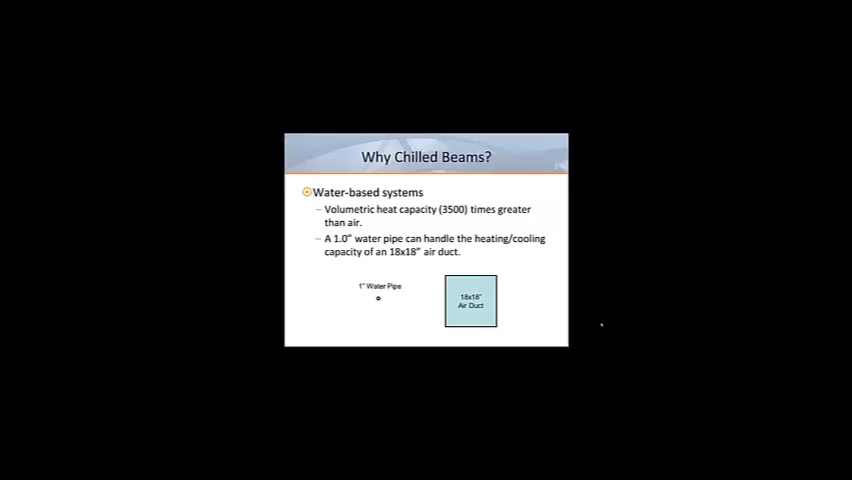 Why Chilled Beams?
Water-based systems
– Volumetric heat capacity (3500) times greater
than air.
– A 1.0” water pipe can handle the heating/cooling
capacity of an 18x18” air duct.
1” Water Pipe
18x18”
Air Duct